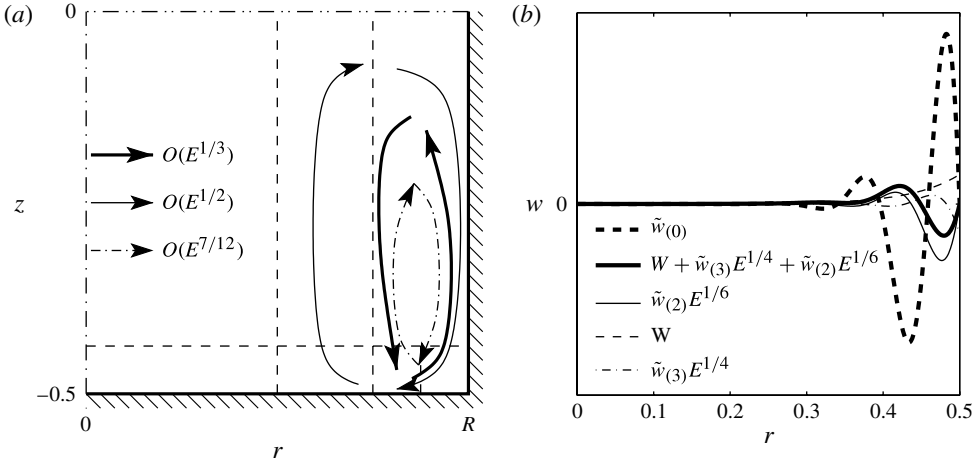 (a)
0
O(E^{1/3})
z
O(E^{1/2})
O(E^{7/12})
−0.5
0
R
r
(b)
w
0
w̃_{(0)}
W + w̃_{(3)}E^{1/4} + w̃_{(2)}E^{1/6}
w̃_{(2)}E^{1/6}
W
w̃_{(3)}E^{1/4}
0
0.1
0.2
0.3
0.4
0.5
r